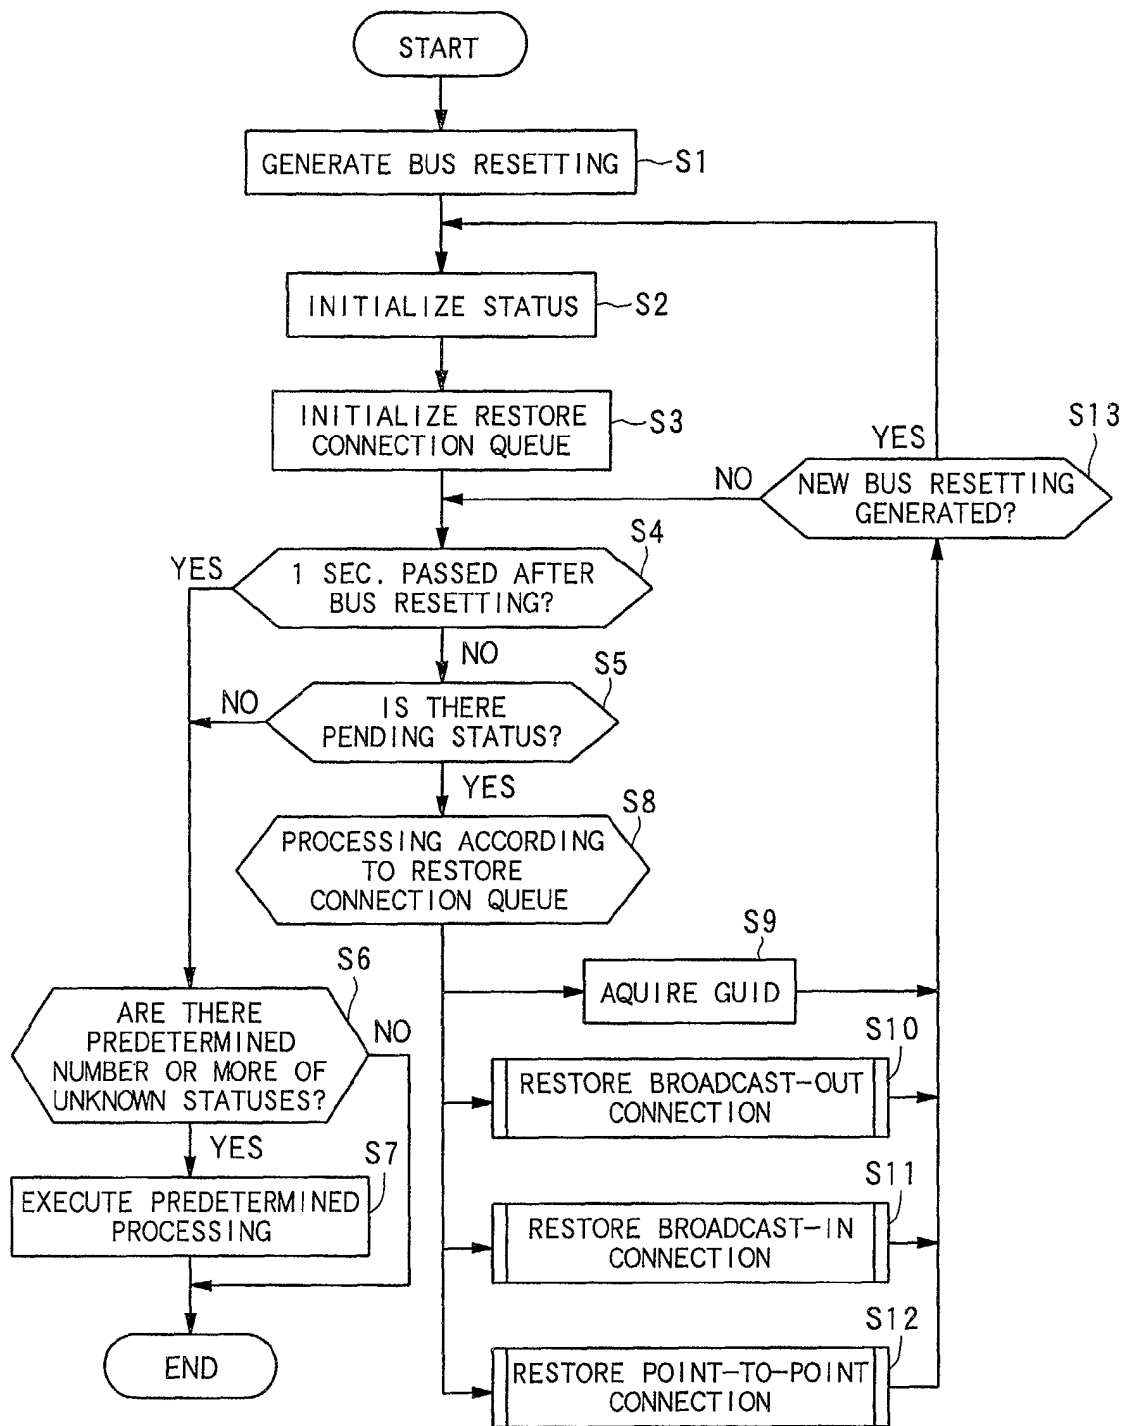 START
GENERATE BUS RESETTING
S1
INITIALIZE STATUS
S2
INITIALIZE RESTORE
CONNECTION QUEUE
S3
S13
YES
NEW BUS RESETTING
GENERATED?
NO
S4
YES
1 SEC. PASSED AFTER
BUS RESETTING?
NO
S5
NO
IS THERE
PENDING STATUS?
YES
S8
PROCESSING ACCORDING
TO RESTORE
CONNECTION QUEUE
S9
AQUIRE GUID
S6
ARE THERE
PREDETERMINED
NUMBER OR MORE OF
UNKNOWN STATUSES?
NO
YES
S10
RESTORE BROADCAST-OUT
CONNECTION
S7
EXECUTE PREDETERMINED
PROCESSING
S11
RESTORE BROADCAST-IN
CONNECTION
S12
RESTORE POINT-TO-POINT
CONNECTION
END